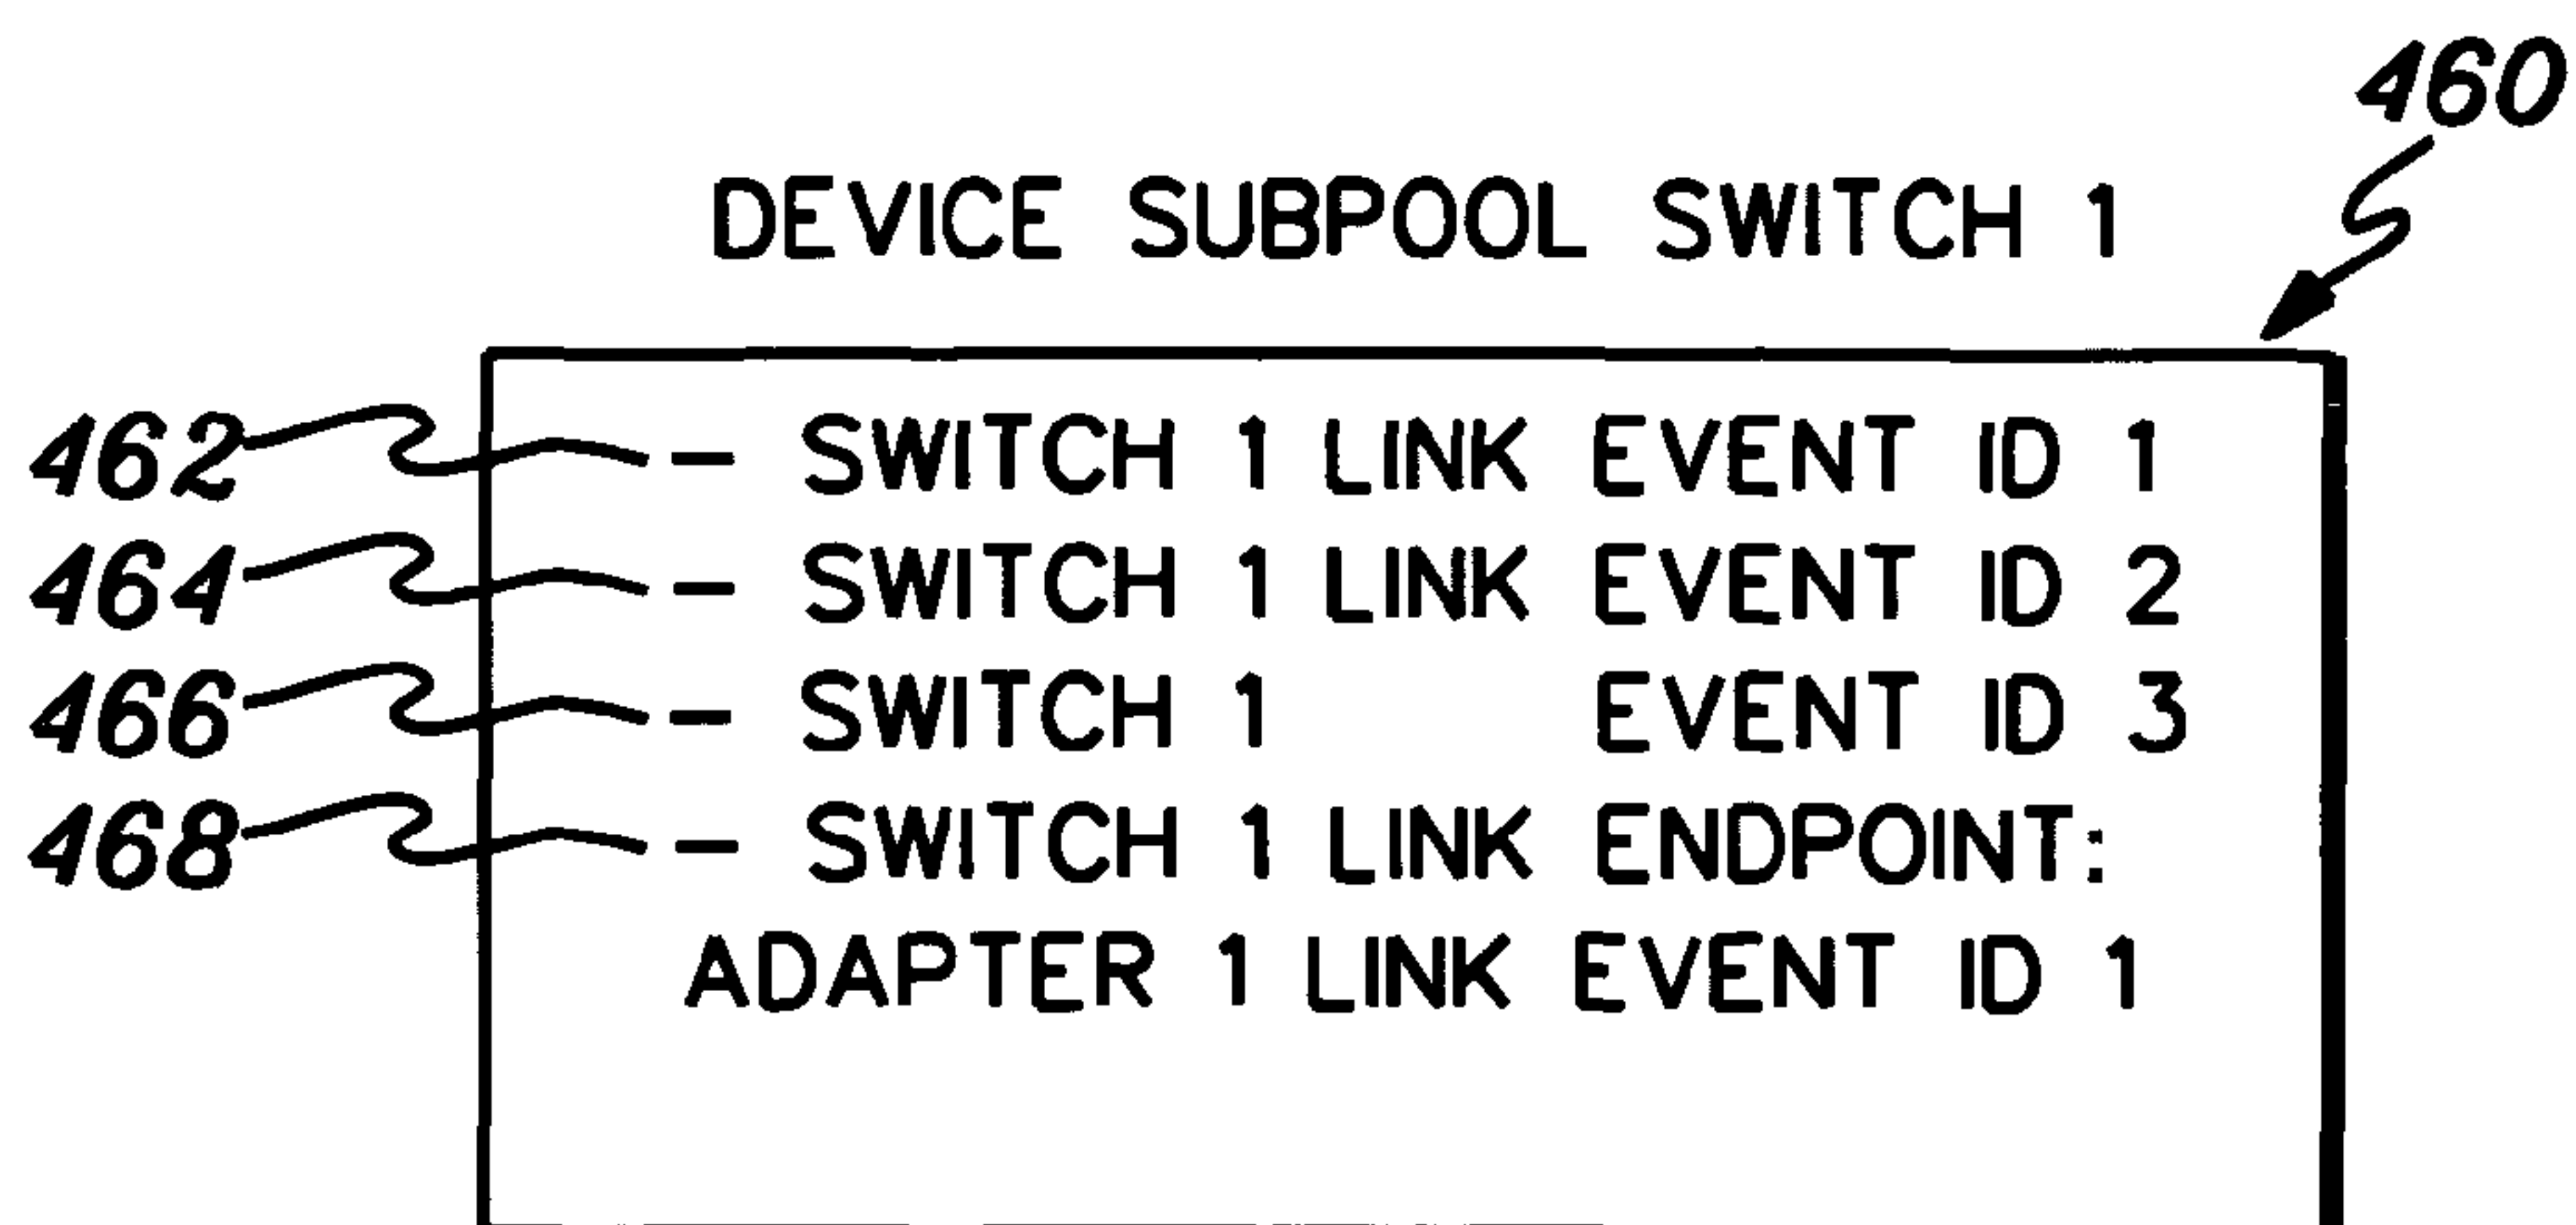 460
DEVICE SUBPOOL SWITCH 1
462 - SWITCH 1 LINK EVENT ID 1
464 - SWITCH 1 LINK EVENT ID 2
466 - SWITCH 1 EVENT ID 3
468 - SWITCH 1 LINK ENDPOINT:
ADAPTER 1 LINK EVENT ID 1